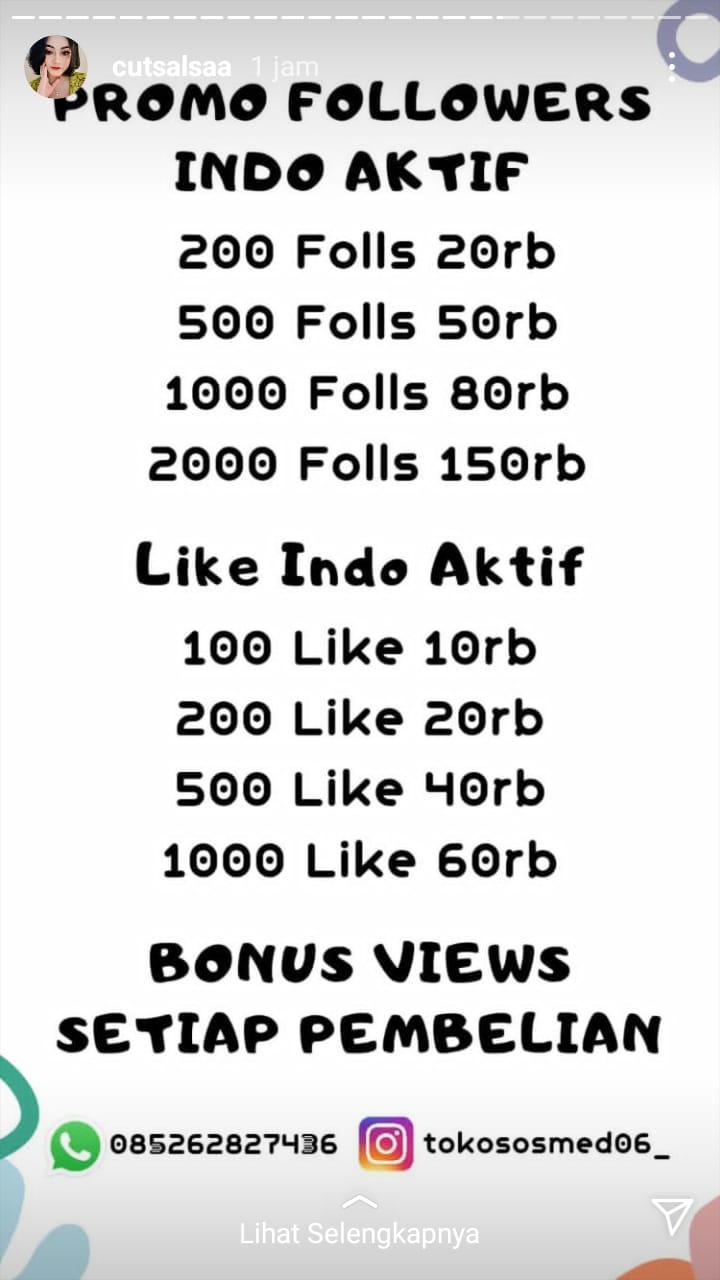 cutsalsaa 1 jam
PROMO FOLLOWERS
INDO AKTIF
200 Folls 20rb
500 Folls 50rb
1000 Folls 80rb
2000 Folls 150rb
Like Indo Aktif
100 Like 10rb
200 Like 20rb
500 Like 40rb
1000 Like 60rb
BONUS VIEWS
SETIAP PEMBELIAN
085262827436 tokososmed06_
Lihat Selengkapnya